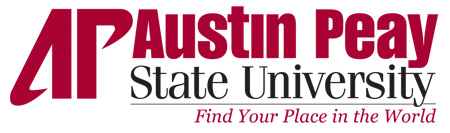 AP Austin Peay
State University
Find Your Place in the World